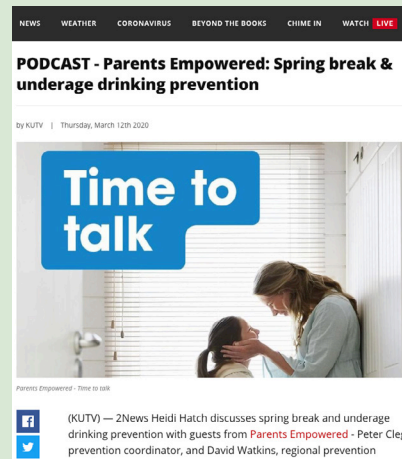 NEWS WEATHER CORONAVIRUS BEYOND THE BOOKS CHIME IN WATCH LIVE
PODCAST - Parents Empowered: Spring break &
underage drinking prevention
by KUTV | Thursday, March 12th 2020
Time to
talk
Parents Empowered - Time to talk
(KUTV) — 2News Heidi Hatch discusses spring break and underage
drinking prevention with guests from Parents Empowered - Peter
prevention coordinator, and David Watkins, regional prevention